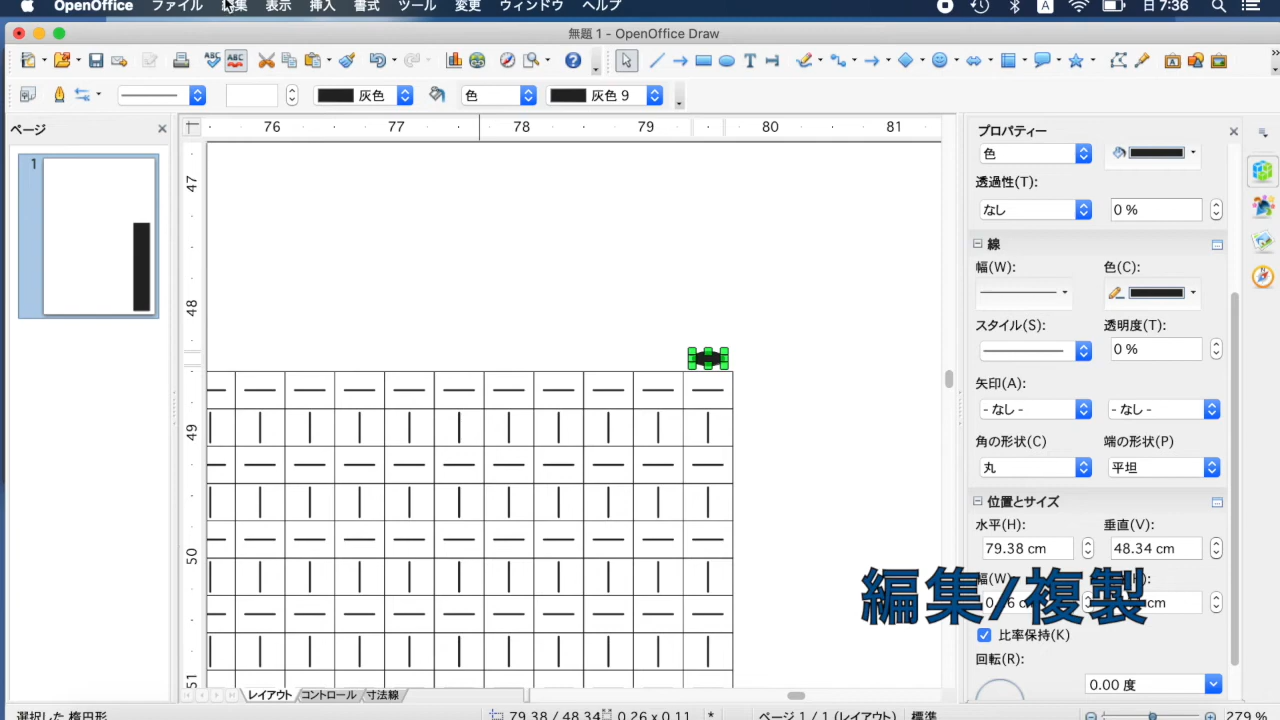 OpenOffice ファイル 編集 表示 挿入 書式 ツール 変更 ウィンドウ ヘルプ A 日 7:36
無題 1 - OpenOffice Draw
ABC ABC
灰色 色 灰色 9
ページ
1
76 77 78 79 80 81
47
48
49
50
51
プロパティー
色
透過性(T):
なし 0 %
線
幅(W): 色(C):
スタイル(S): 透明度(T):
0 %
矢印(A):
- なし - - なし -
角の形状(C) 端の形状(P)
丸 平坦
位置とサイズ
水平(H): 垂直(V):
79.38 cm 48.34 cm
編集/複製
比率保持(K)
回転(R):
0.00 度
レイアウト コントロール 寸法線
選択した 楕円形 79.38 / 48.34 0.26 x 0.11 * ページ 1 / 1 (レイアウト) 標準 279 %